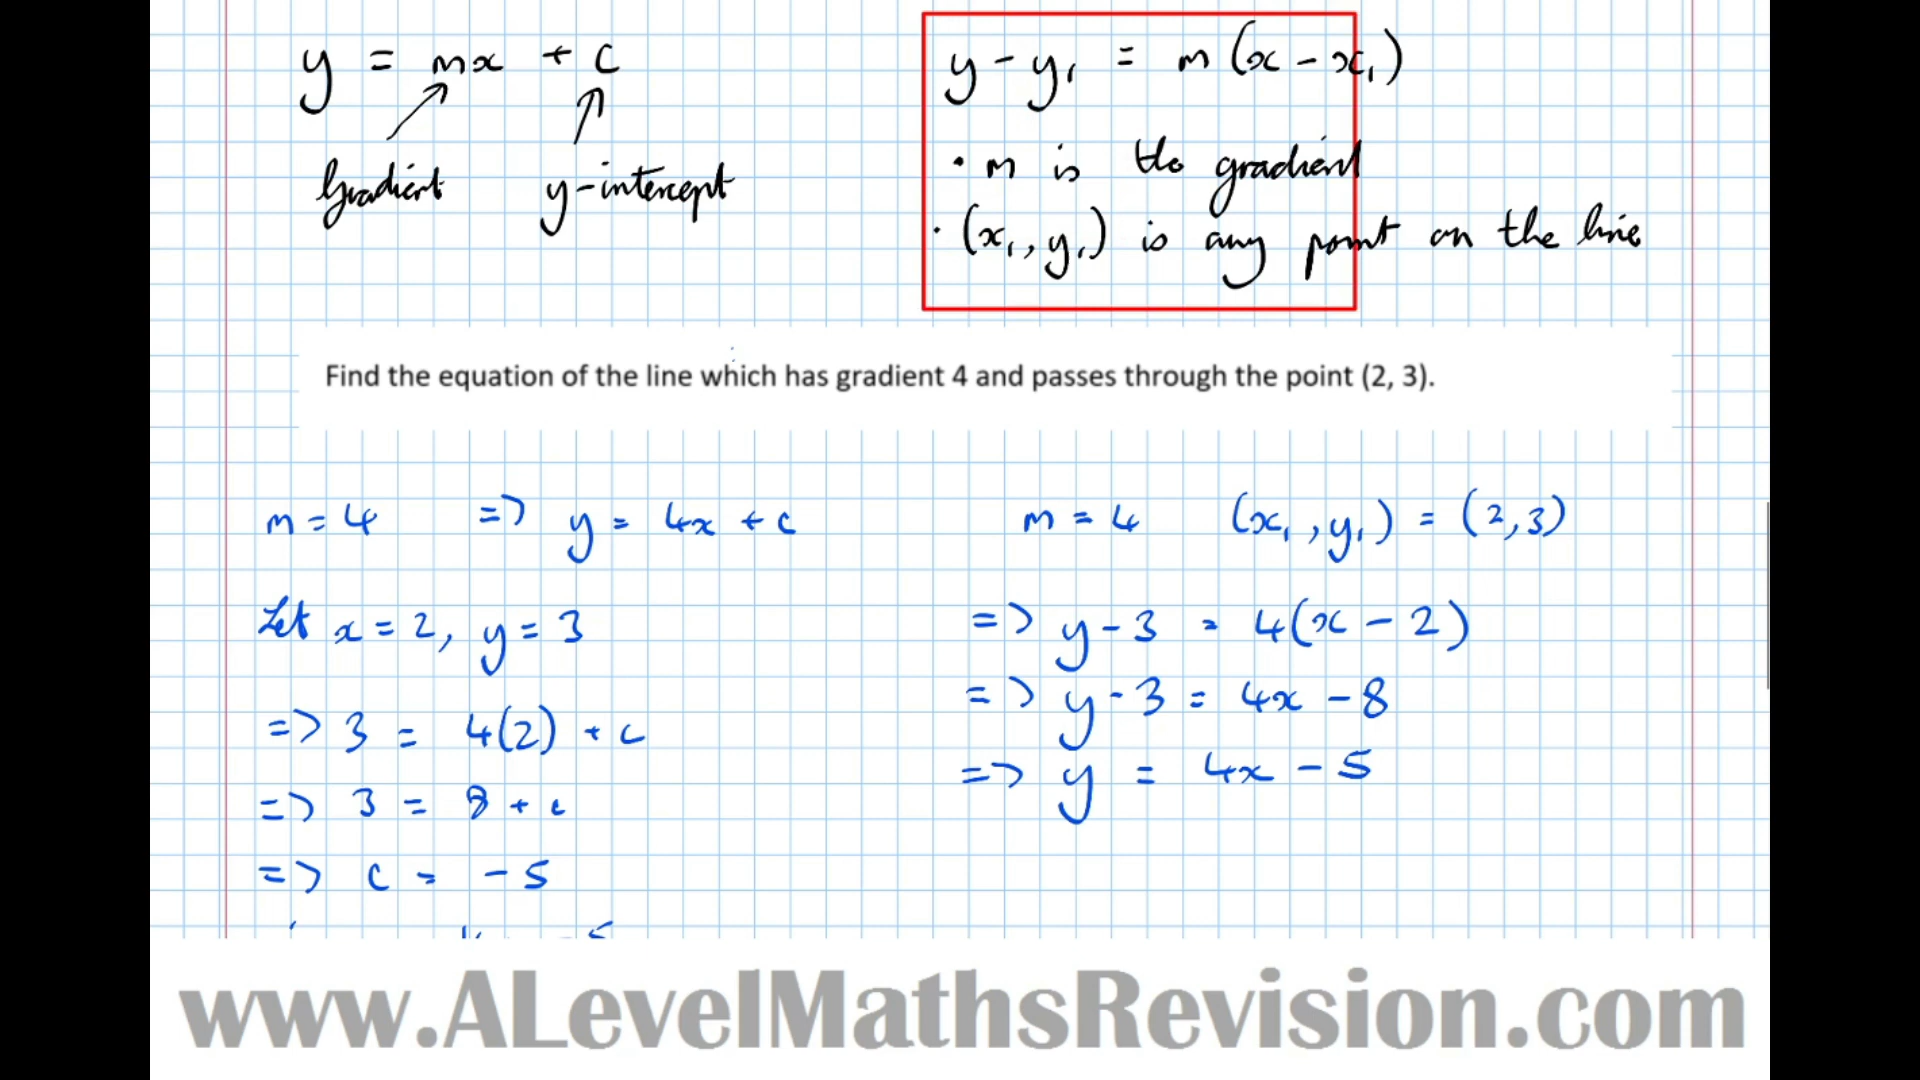 y = mx + c
Gradient y-intercept
y - y₁ = m(x - x₁)
· m is the gradient
· (x₁, y₁) is any point on the line
Find the equation of the line which has gradient 4 and passes through the point (2, 3).
m = 4 => y = 4x + c
Let x = 2, y = 3
=> 3 = 4(2) + c
=> 3 = 8 + c
=> c = -5
m = 4 (x₁, y₁) = (2,3)
=> y - 3 = 4(x - 2)
=> y - 3 = 4x - 8
=> y = 4x - 5
www.ALevelMathsRevision.com